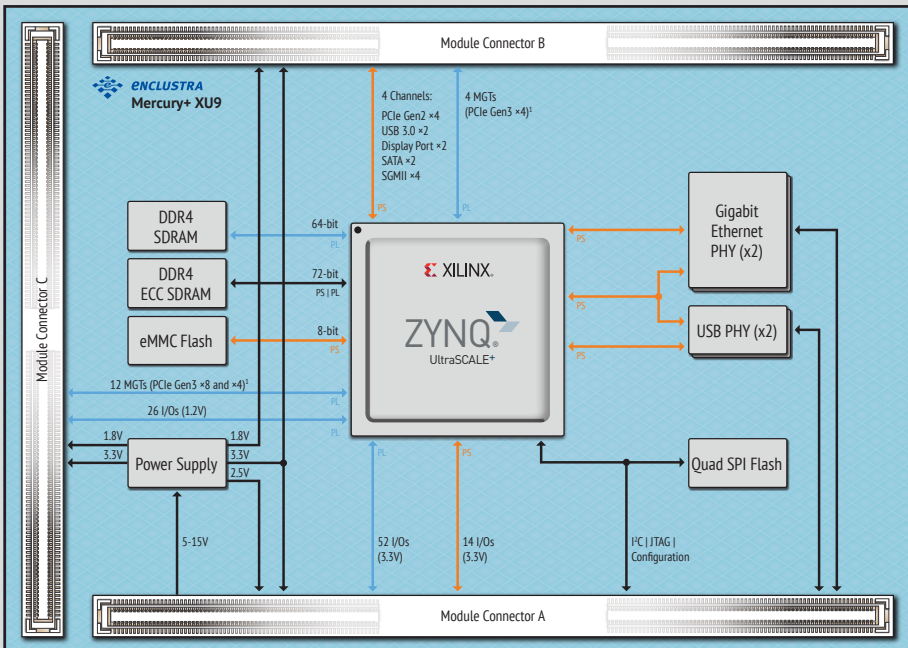 Module Connector B
enclustra
Mercury+ XU9
4 Channels:
PCIe Gen2 ×4
USB 3.0 ×2
Display Port ×2
SATA ×2
SGMII ×4
4 MGTs
(PCIe Gen3 ×4)¹
PS
PL
DDR4
SDRAM
64-bit
PL
DDR4
ECC SDRAM
72-bit
PS | PL
eMMC Flash
8-bit
PS
XILINX®
ZYNQ®
UltraSCALE+
PS
PS
PS
Gigabit
Ethernet
PHY (x2)
USB PHY (x2)
Module Connector C
12 MGTs (PCIe Gen3 ×8 and ×4)¹
PL
26 I/Os (1.2V)
PL
1.8V
3.3V
Power Supply
1.8V
3.3V
2.5V
5-15V
PL
PS
52 I/Os
(3.3V)
14 I/Os
(3.3V)
Quad SPI Flash
I²C | JTAG |
Configuration
Module Connector A